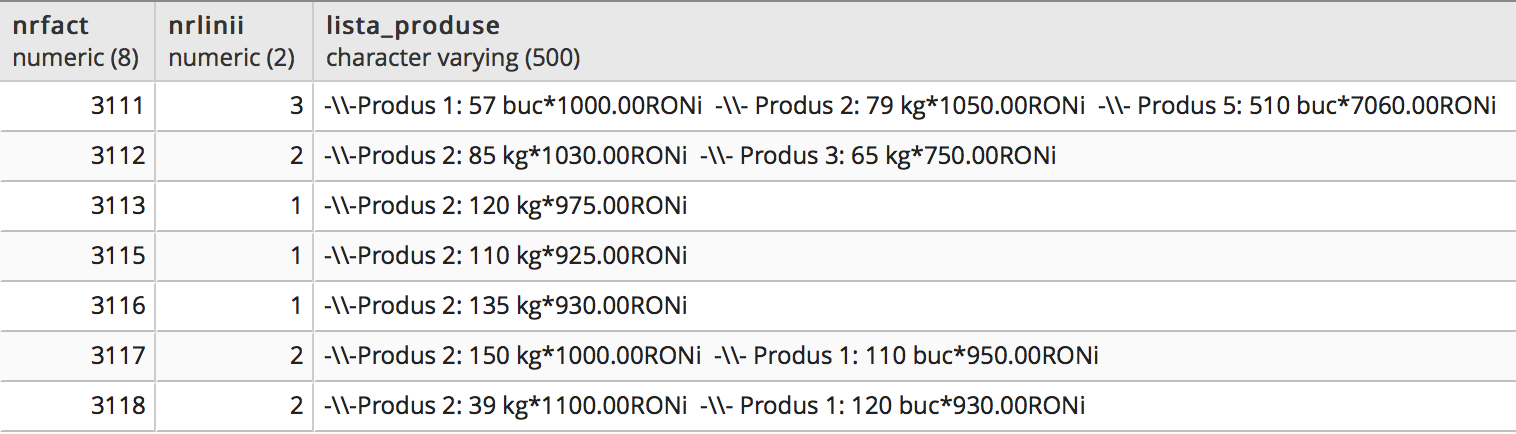 nrfact nrlinii lista_produse
numeric (8) numeric (2) character varying (500)
3111 3 -\\-Produs 1: 57 buc*1000.00RONi  -\\- Produs 2: 79 kg*1050.00RONi  -\\- Produs 5: 510 buc*7060.00RONi
3112 2 -\\-Produs 2: 85 kg*1030.00RONi  -\\- Produs 3: 65 kg*750.00RONi
3113 1 -\\-Produs 2: 120 kg*975.00RONi
3115 1 -\\-Produs 2: 110 kg*925.00RONi
3116 1 -\\-Produs 2: 135 kg*930.00RONi
3117 2 -\\-Produs 2: 150 kg*1000.00RONi  -\\- Produs 1: 110 buc*950.00RONi
3118 2 -\\-Produs 2: 39 kg*1100.00RONi  -\\- Produs 1: 120 buc*930.00RONi